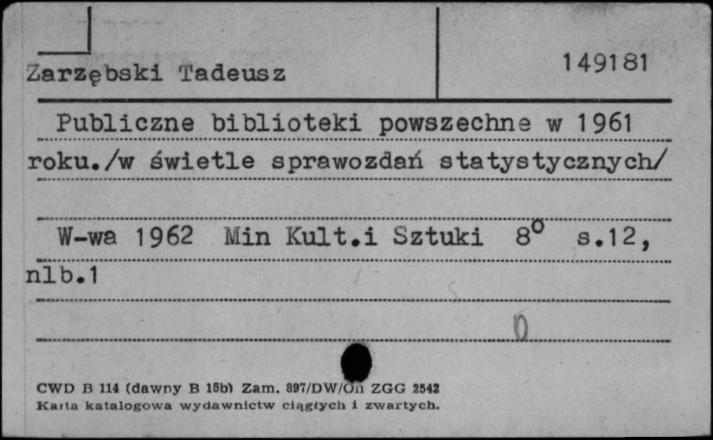 Zarzębski Tadeusz 149181
Publiczne biblioteki powszechne w 1961
roku./w świetle sprawozdań statystycznych/
W-wa 1962 Min Kult.i Sztuki 8º s.12,
nlb.1
0
CWD B 114 (dawny B 15b) Zam. 897/DW/On ZGG 2542
Karta katalogowa wydawnictw ciągłych i zwartych.